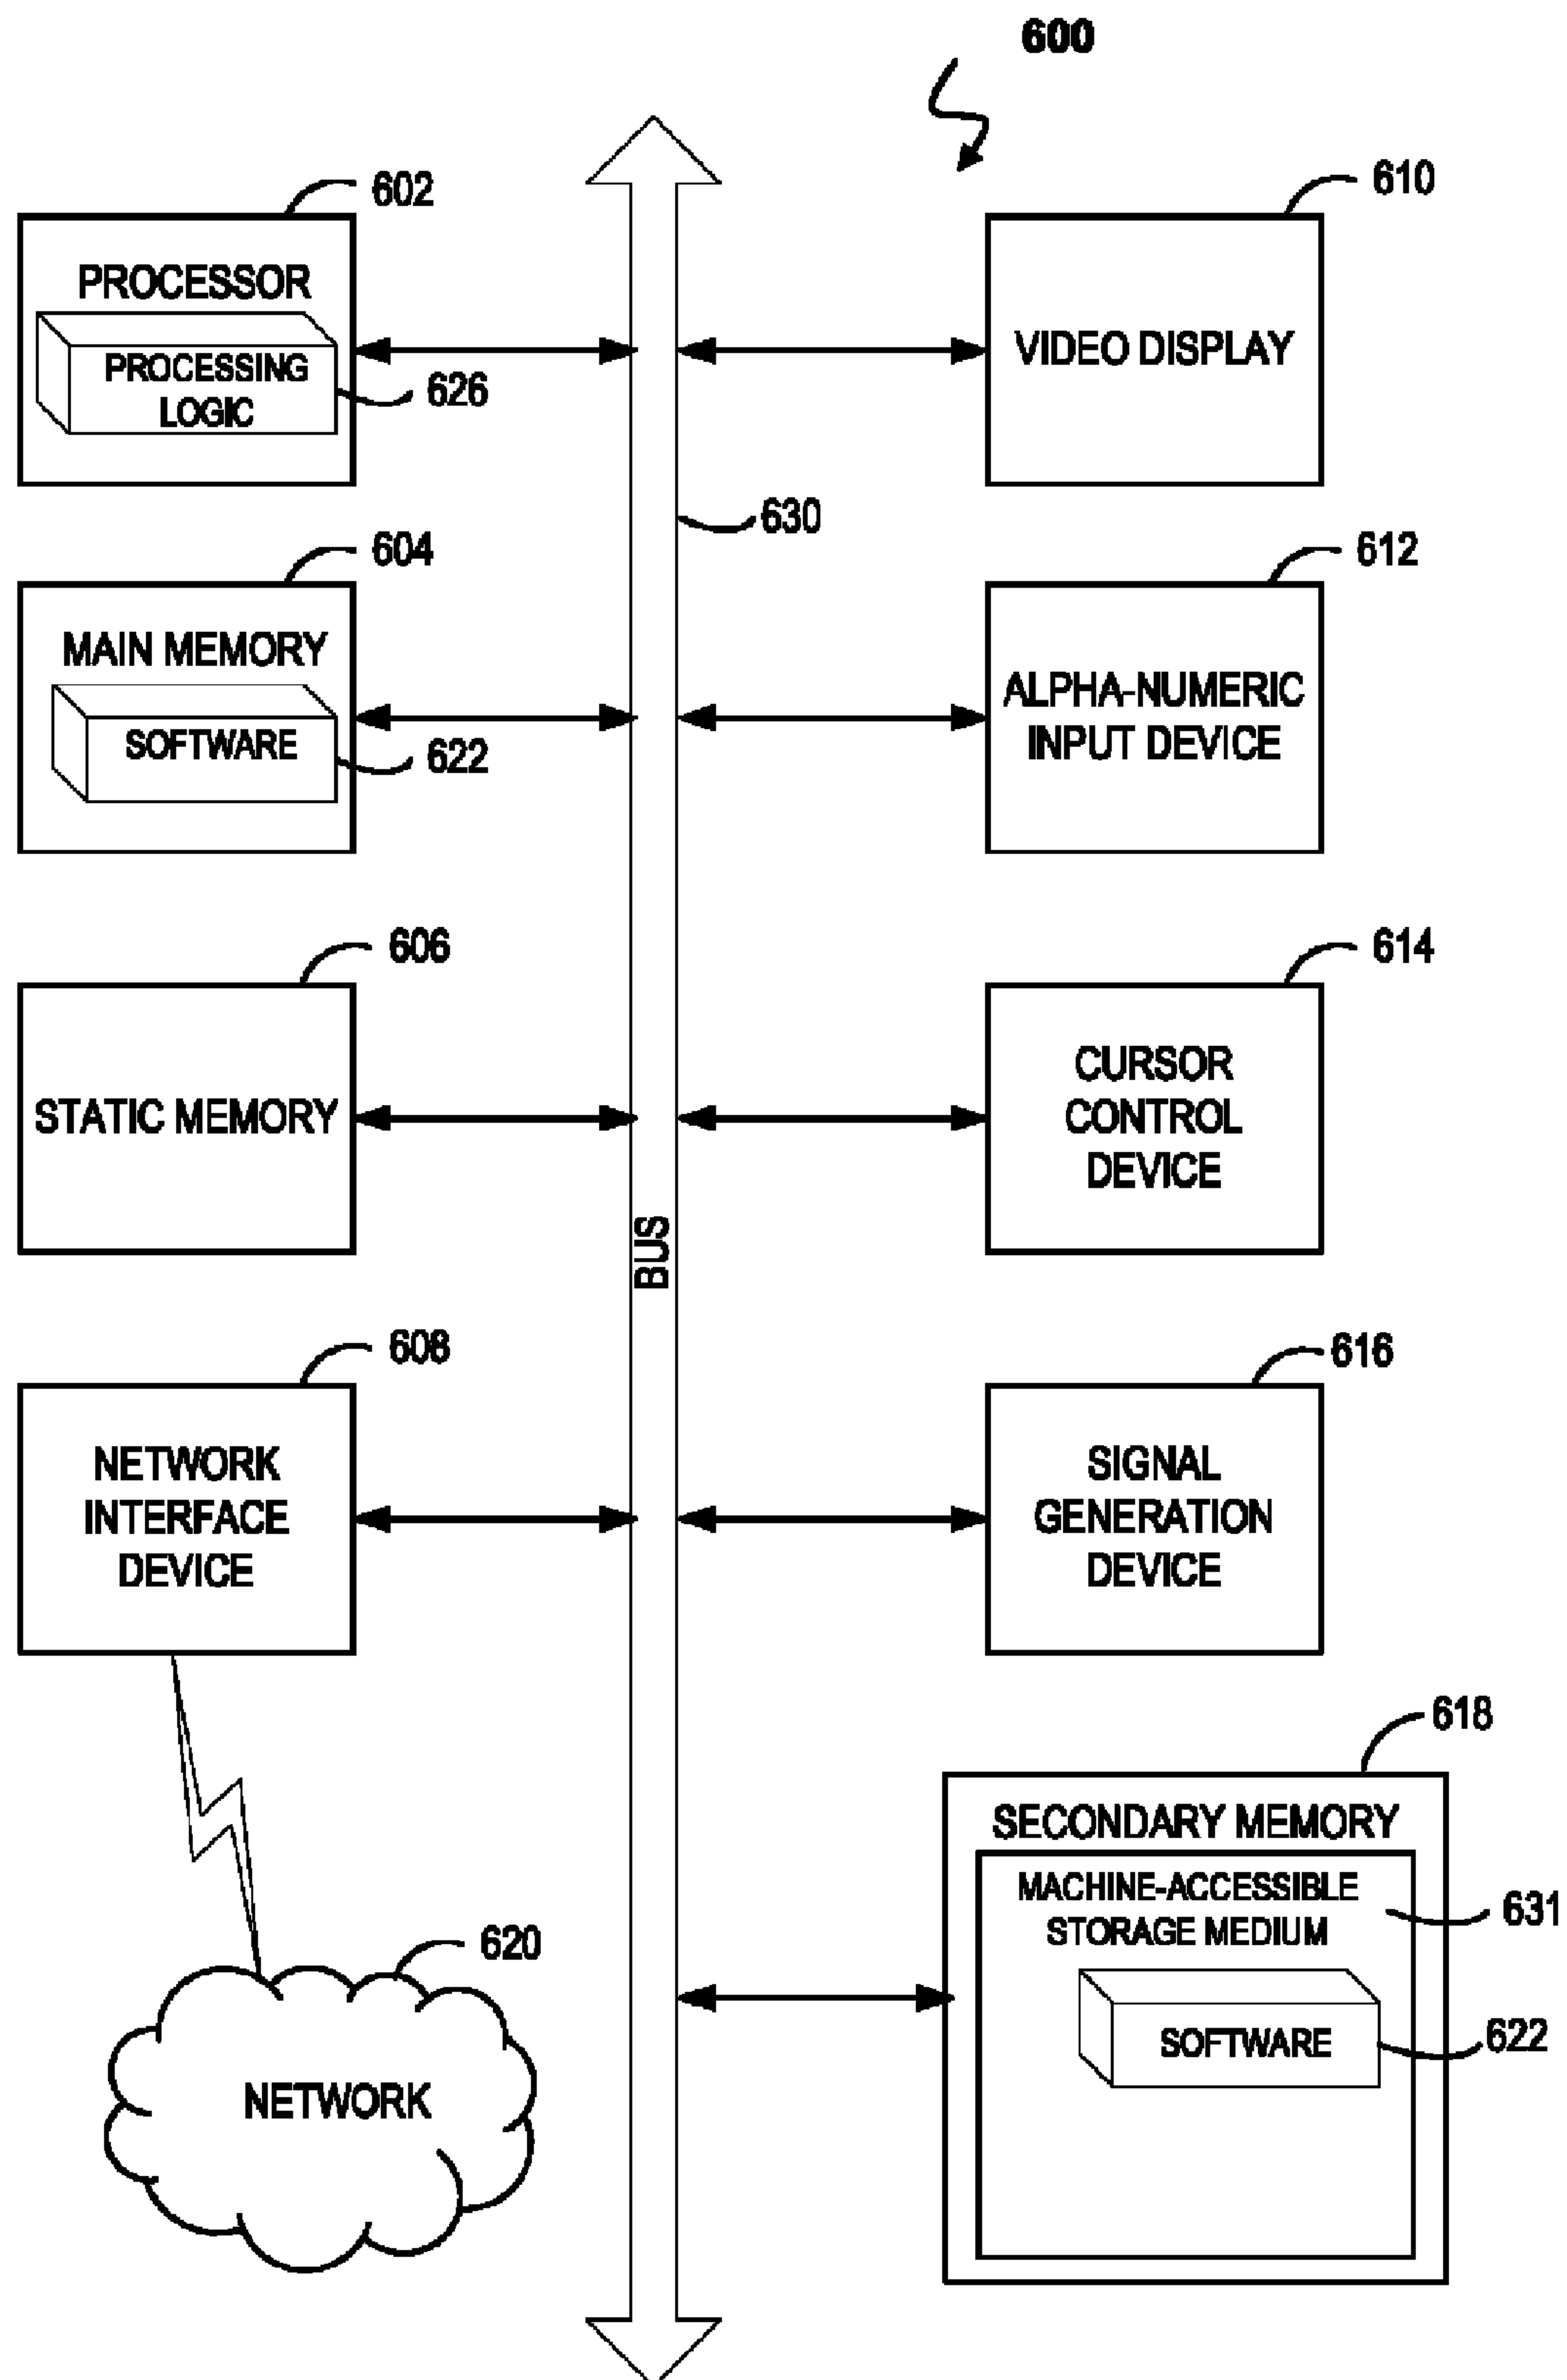 600
602
PROCESSOR
PROCESSING
LOGIC
626
610
VIDEO DISPLAY
630
604
MAIN MEMORY
SOFTWARE
622
612
ALPHA-NUMERIC
INPUT DEVICE
606
STATIC MEMORY
614
CURSOR
CONTROL
DEVICE
BUS
608
NETWORK
INTERFACE
DEVICE
616
SIGNAL
GENERATION
DEVICE
618
SECONDARY MEMORY
MACHINE-ACCESSIBLE
STORAGE MEDIUM
631
SOFTWARE
622
620
NETWORK